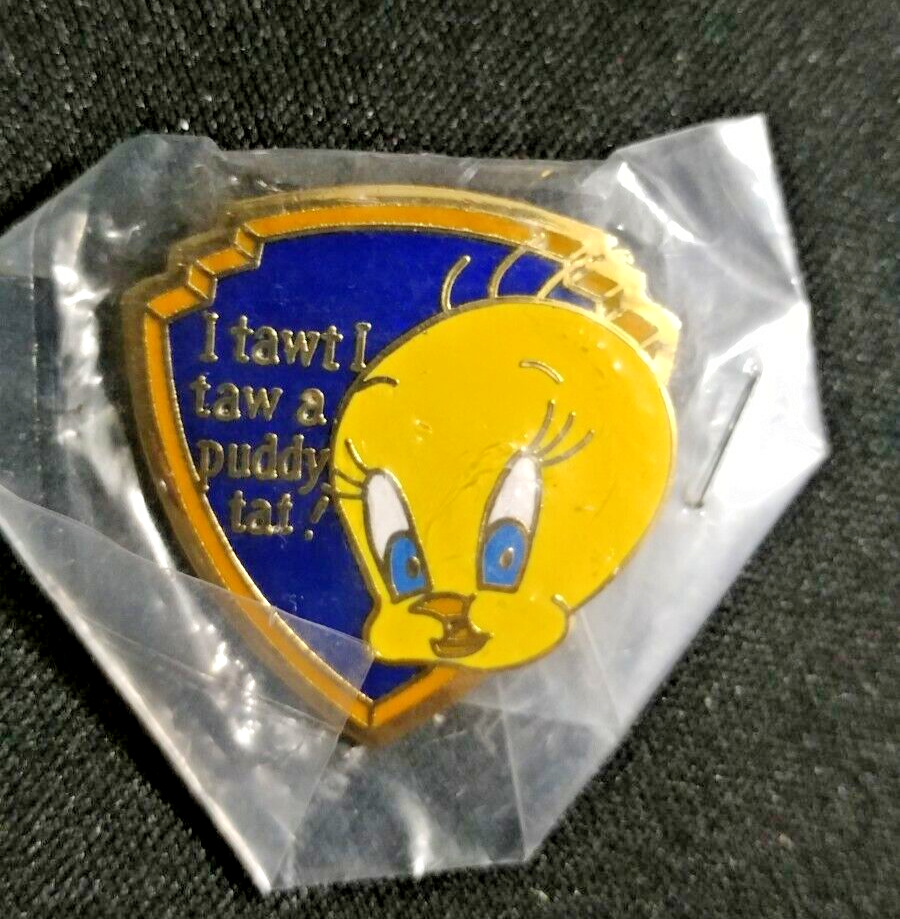 I tawt I
taw a
puddy
tat!